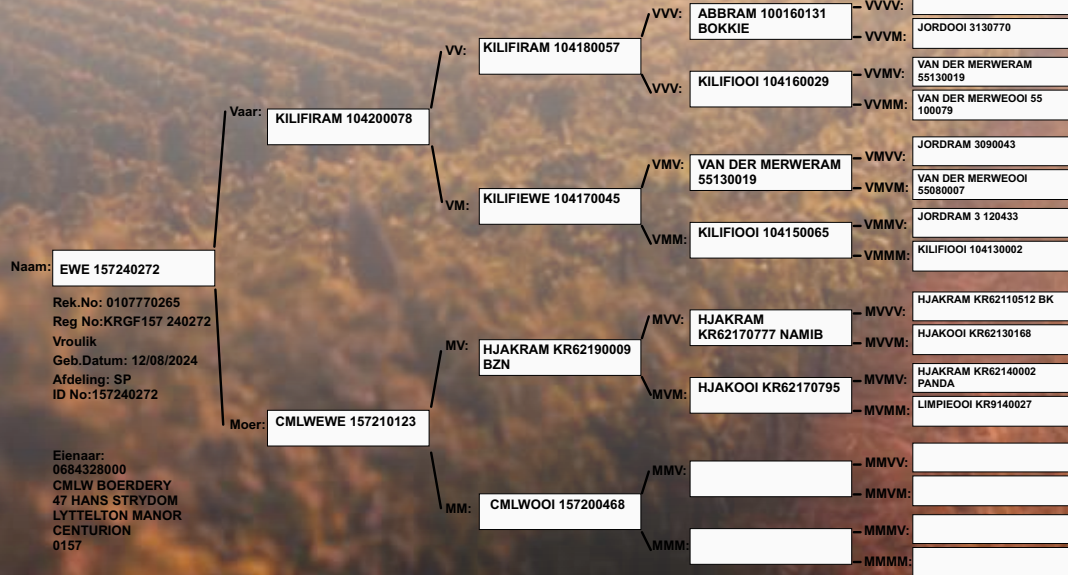 Naam:
EWE 157240272
Rek.No: 0107770265
Reg No:KRGF157 240272
Vroulik
Geb.Datum: 12/08/2024
Afdeling: SP
ID No:157240272
Eienaar:
0684328000
CMLW BOERDERY
47 HANS STRYDOM
LYTTELTON MANOR
CENTURION
0157
Vaar:
KILIFIRAM 104200078
Moer:
CMLWEWE 157210123
VV:
KILIFIRAM 104180057
VM:
KILIFIEWE 104170045
MV:
HJAKRAM KR62190009
BZN
MM:
CMLWOOI 157200468
VVV:
ABBRAM 100160131
BOKKIE
VVV:
KILIFIOOI 104160029
VMV:
VAN DER MERWERAM
55130019
VMM:
KILIFIOOI 104150065
MVV:
HJAKRAM
KR62170777 NAMIB
MVM:
HJAKOOI KR62170795
MMV:
MMM:
VVVV:
VVVM:
JORDOOI 3130770
VVMV:
VAN DER MERWERAM
55130019
VVMM:
VAN DER MERWEOOI 55
100079
VMVV:
JORDRAM 3090043
VMVM:
VAN DER MERWEOOI
55080007
VMMV:
JORDRAM 3 120433
VMMM:
KILIFIOOI 104130002
MVVV:
HJAKRAM KR62110512 BK
MVVM:
HJAKOOI KR62130168
MVMV:
HJAKRAM KR62140002
PANDA
MVMM:
LIMPIEOOI KR9140027
MMVV:
MMVM:
MMMV:
MMMM: